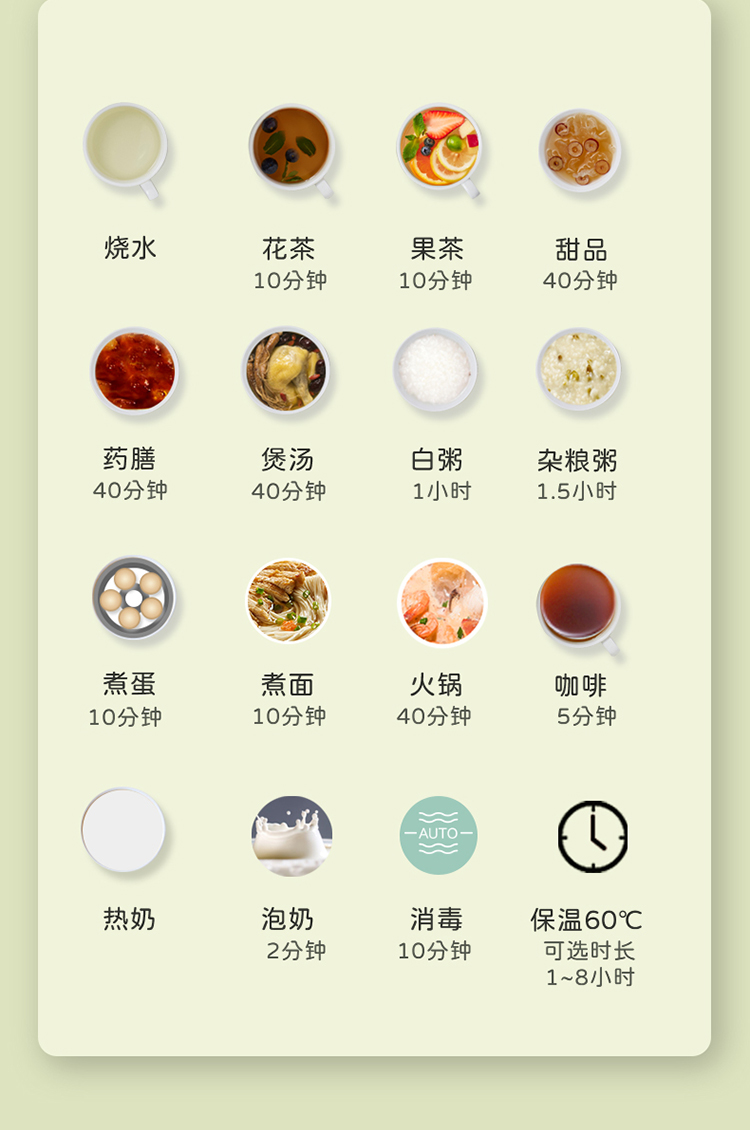 烧水
花茶
果茶
甜品
10分钟
10分钟
40分钟
药膳
煲汤
白粥
杂粮粥
40分钟
40分钟
1小时
1.5小时
煮蛋
煮面
火锅
咖啡
10分钟
10分钟
40分钟
5分钟
AUTO
热奶
泡奶
消毒
保温60℃
2分钟
10分钟
可选时长
1~8小时